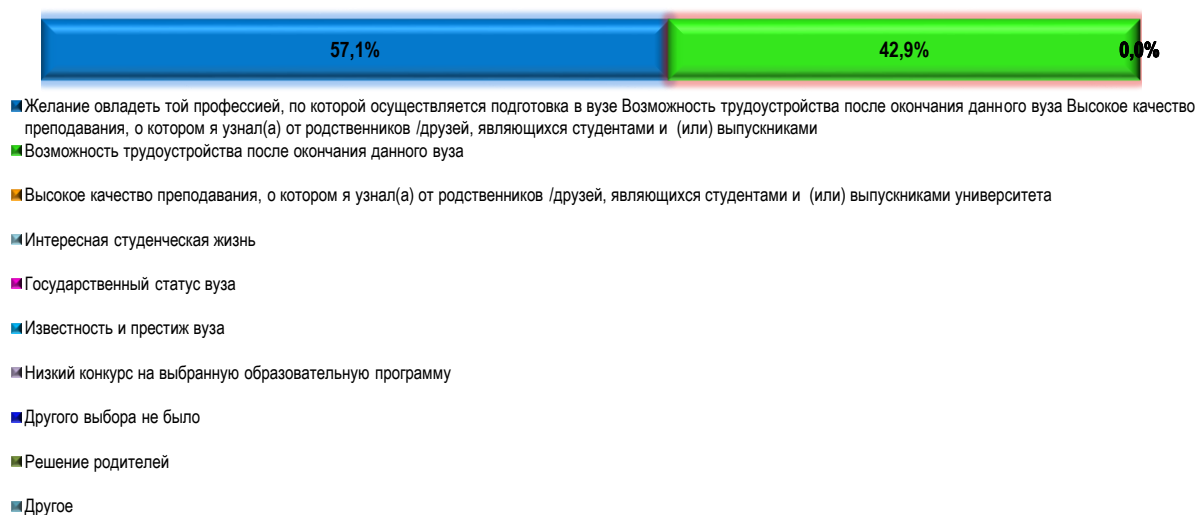 57,1% 42,9% 0,0%
Желание овладеть той профессией, по которой осуществляется подготовка в вузе Возможность трудоустройства после окончания данного вуза Высокое качество
преподавания, о котором я узнал(а) от родственников /друзей, являющихся студентами и (или) выпускниками
Возможность трудоустройства после окончания данного вуза
Высокое качество преподавания, о котором я узнал(а) от родственников /друзей, являющихся студентами и (или) выпускниками университета
Интересная студенческая жизнь
Государственный статус вуза
Известность и престиж вуза
Низкий конкурс на выбранную образовательную программу
Другого выбора не было
Решение родителей
Другое